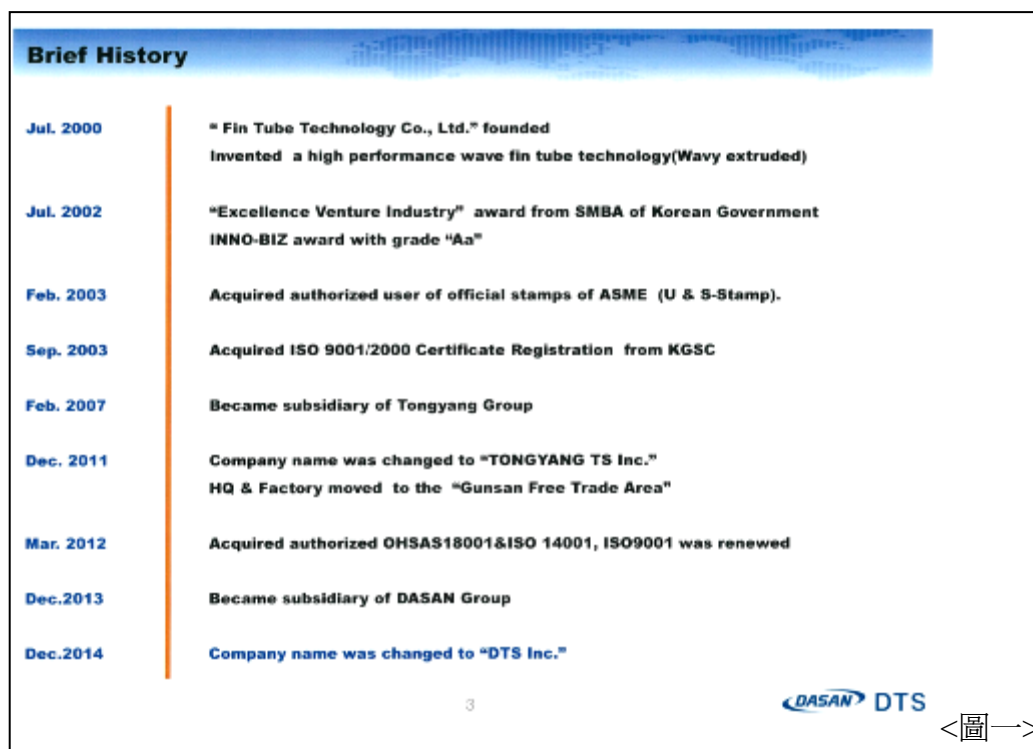 Brief History
Jul. 2000 “ Fin Tube Technology Co., Ltd.” founded
Invented a high performance wave fin tube technology(Wavy extruded)
Jul. 2002 “Excellence Venture Industry” award from SMBA of Korean Government
INNO-BIZ award with grade “Aa”
Feb. 2003 Acquired authorized user of official stamps of ASME (U & S-Stamp).
Sep. 2003 Acquired ISO 9001/2000 Certificate Registration from KGSC
Feb. 2007 Became subsidiary of Tongyang Group
Dec. 2011 Company name was changed to “TONGYANG TS Inc.”
HQ & Factory moved to the “Gunsan Free Trade Area”
Mar. 2012 Acquired authorized OHSAS18001&ISO 14001, ISO9001 was renewed
Dec.2013 Became subsidiary of DASAN Group
Dec.2014 Company name was changed to “DTS Inc.”
3
DASAN DTS
<圖一>